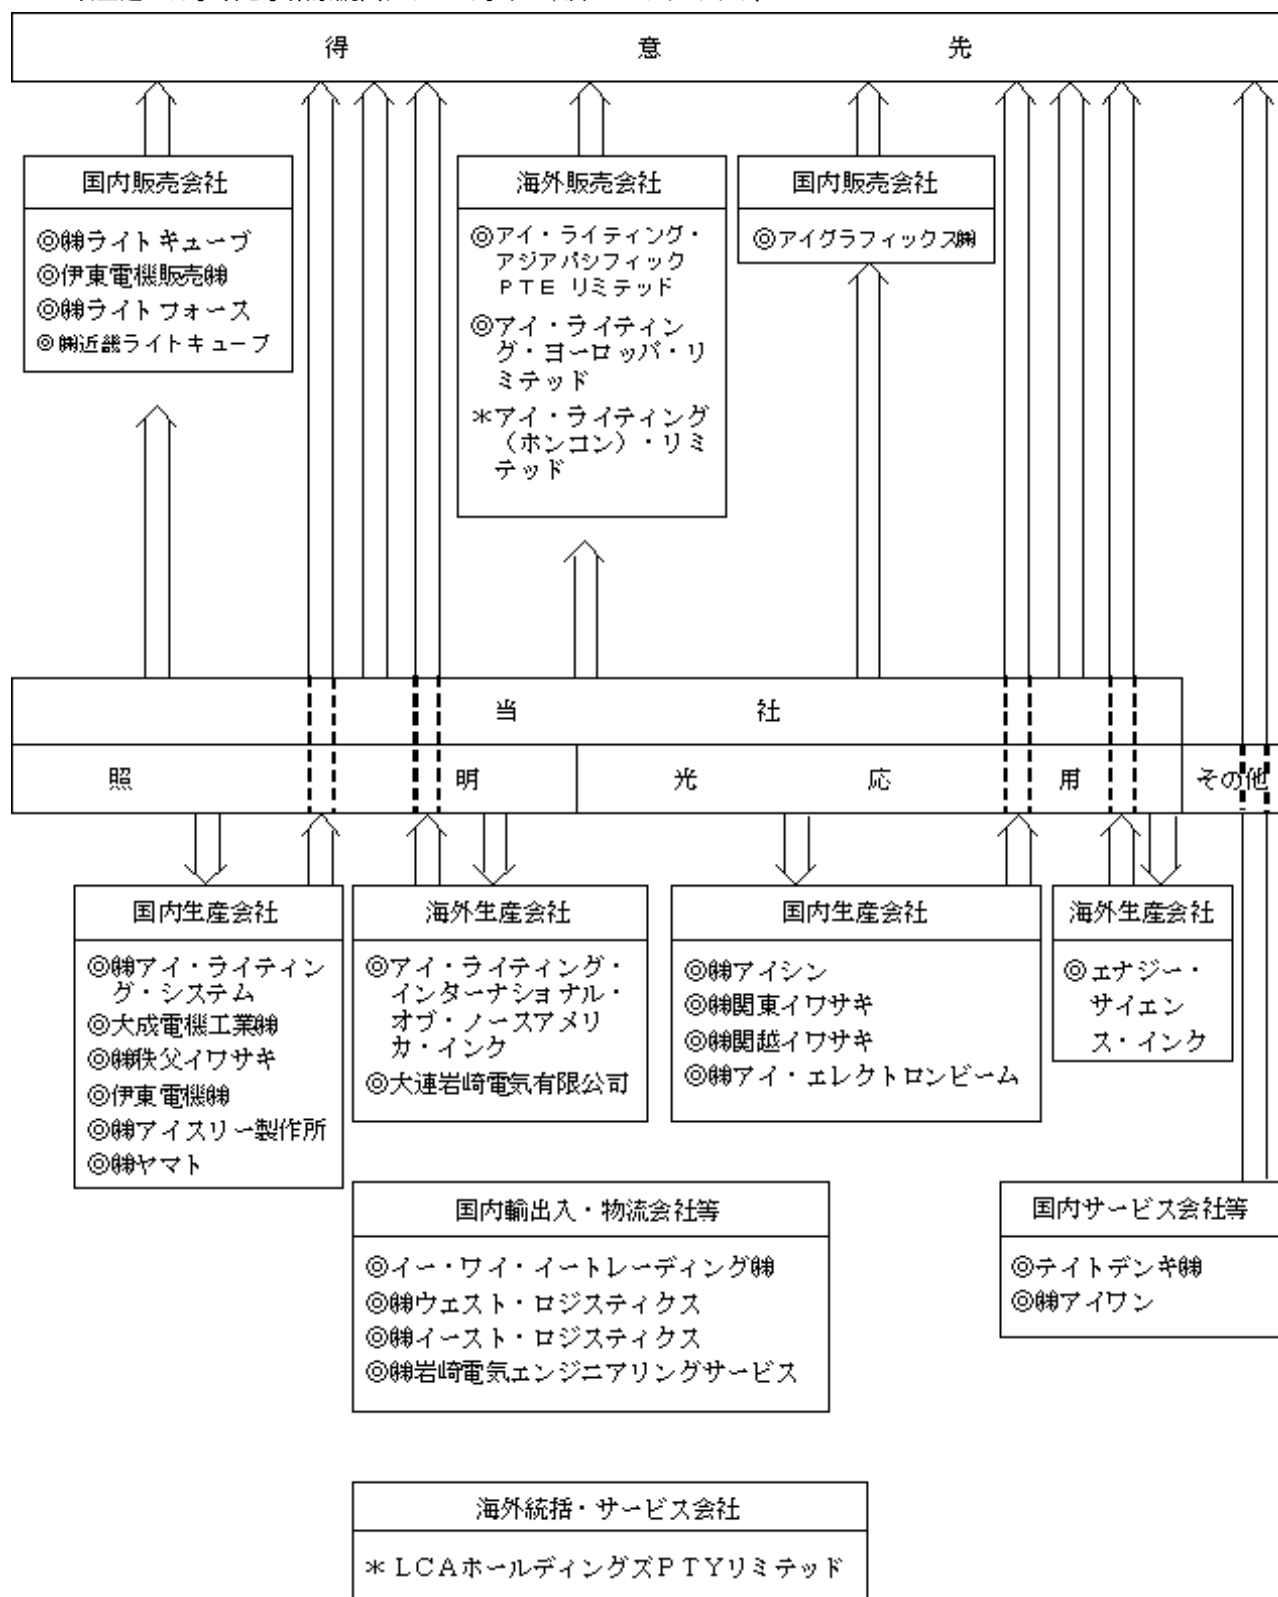 得意先
国内販売会社
◎㈱ライトキューブ
◎伊東電機販売㈱
◎㈱ライトフォース
◎㈱近畿ライトキューブ
海外販売会社
◎アイ・ライティング・
アジアパシフィック
ＰＴＥ リミテッド
◎アイ・ライティン
グ・ヨーロッパ・リ
ミテッド
＊アイ・ライティング
（ホンコン）・リミ
テッド
国内販売会社
◎アイグラフィックス㈱
当社
照明
光応用
その他
国内生産会社
◎㈱アイ・ライティン
グ・システム
◎大成電機工業㈱
◎㈱秩父イワサキ
◎伊東電機㈱
◎㈱アイスリー製作所
◎㈱ヤマト
海外生産会社
◎アイ・ライティング・
インターナショナル・
オブ・ノースアメリ
カ・インク
◎大連岩崎電気有限公司
国内生産会社
◎㈱アイシン
◎㈱関東イワサキ
◎㈱関越イワサキ
◎㈱アイ・エレクトロンビーム
海外生産会社
◎エナジー・
サイエン
ス・インク
国内輸出入・物流会社等
◎イー・ワイ・イートレーディング㈱
◎㈱ウェスト・ロジスティクス
◎㈱イースト・ロジスティクス
◎㈱岩崎電気エンジニアリングサービス
国内サービス会社等
◎テイトデンキ㈱
◎㈱アイワン
海外統括・サービス会社
＊ＬＣＡホールディングズＰＴＹリミテッド